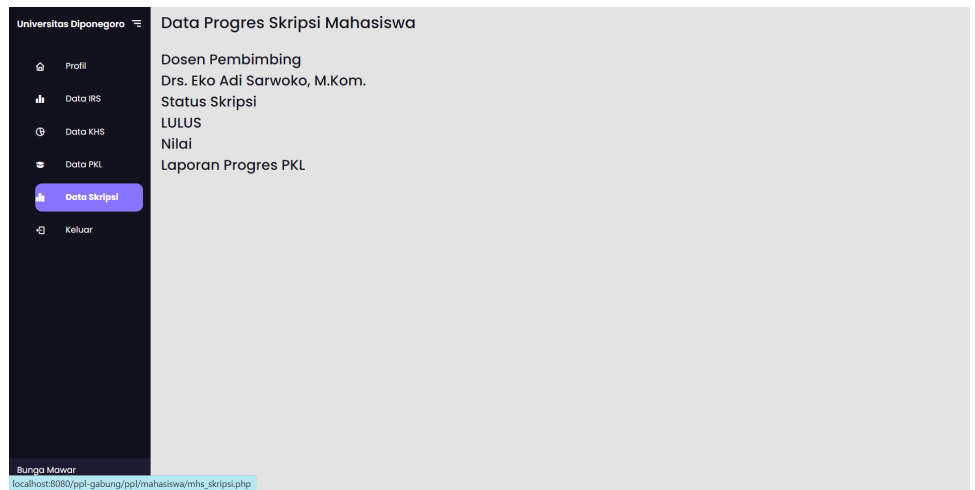 Universitas Diponegoro
Profil
Data IRS
Data KHS
Data PKL
Data Skripsi
Keluar
Bunga Mawar
localhost:8080/ppl-gabung/ppl/mahasiswa/mhs_skripsi.php
Data Progres Skripsi Mahasiswa
Dosen Pembimbing
Drs. Eko Adi Sarwoko, M.Kom.
Status Skripsi
LULUS
Nilai
Laporan Progres PKL